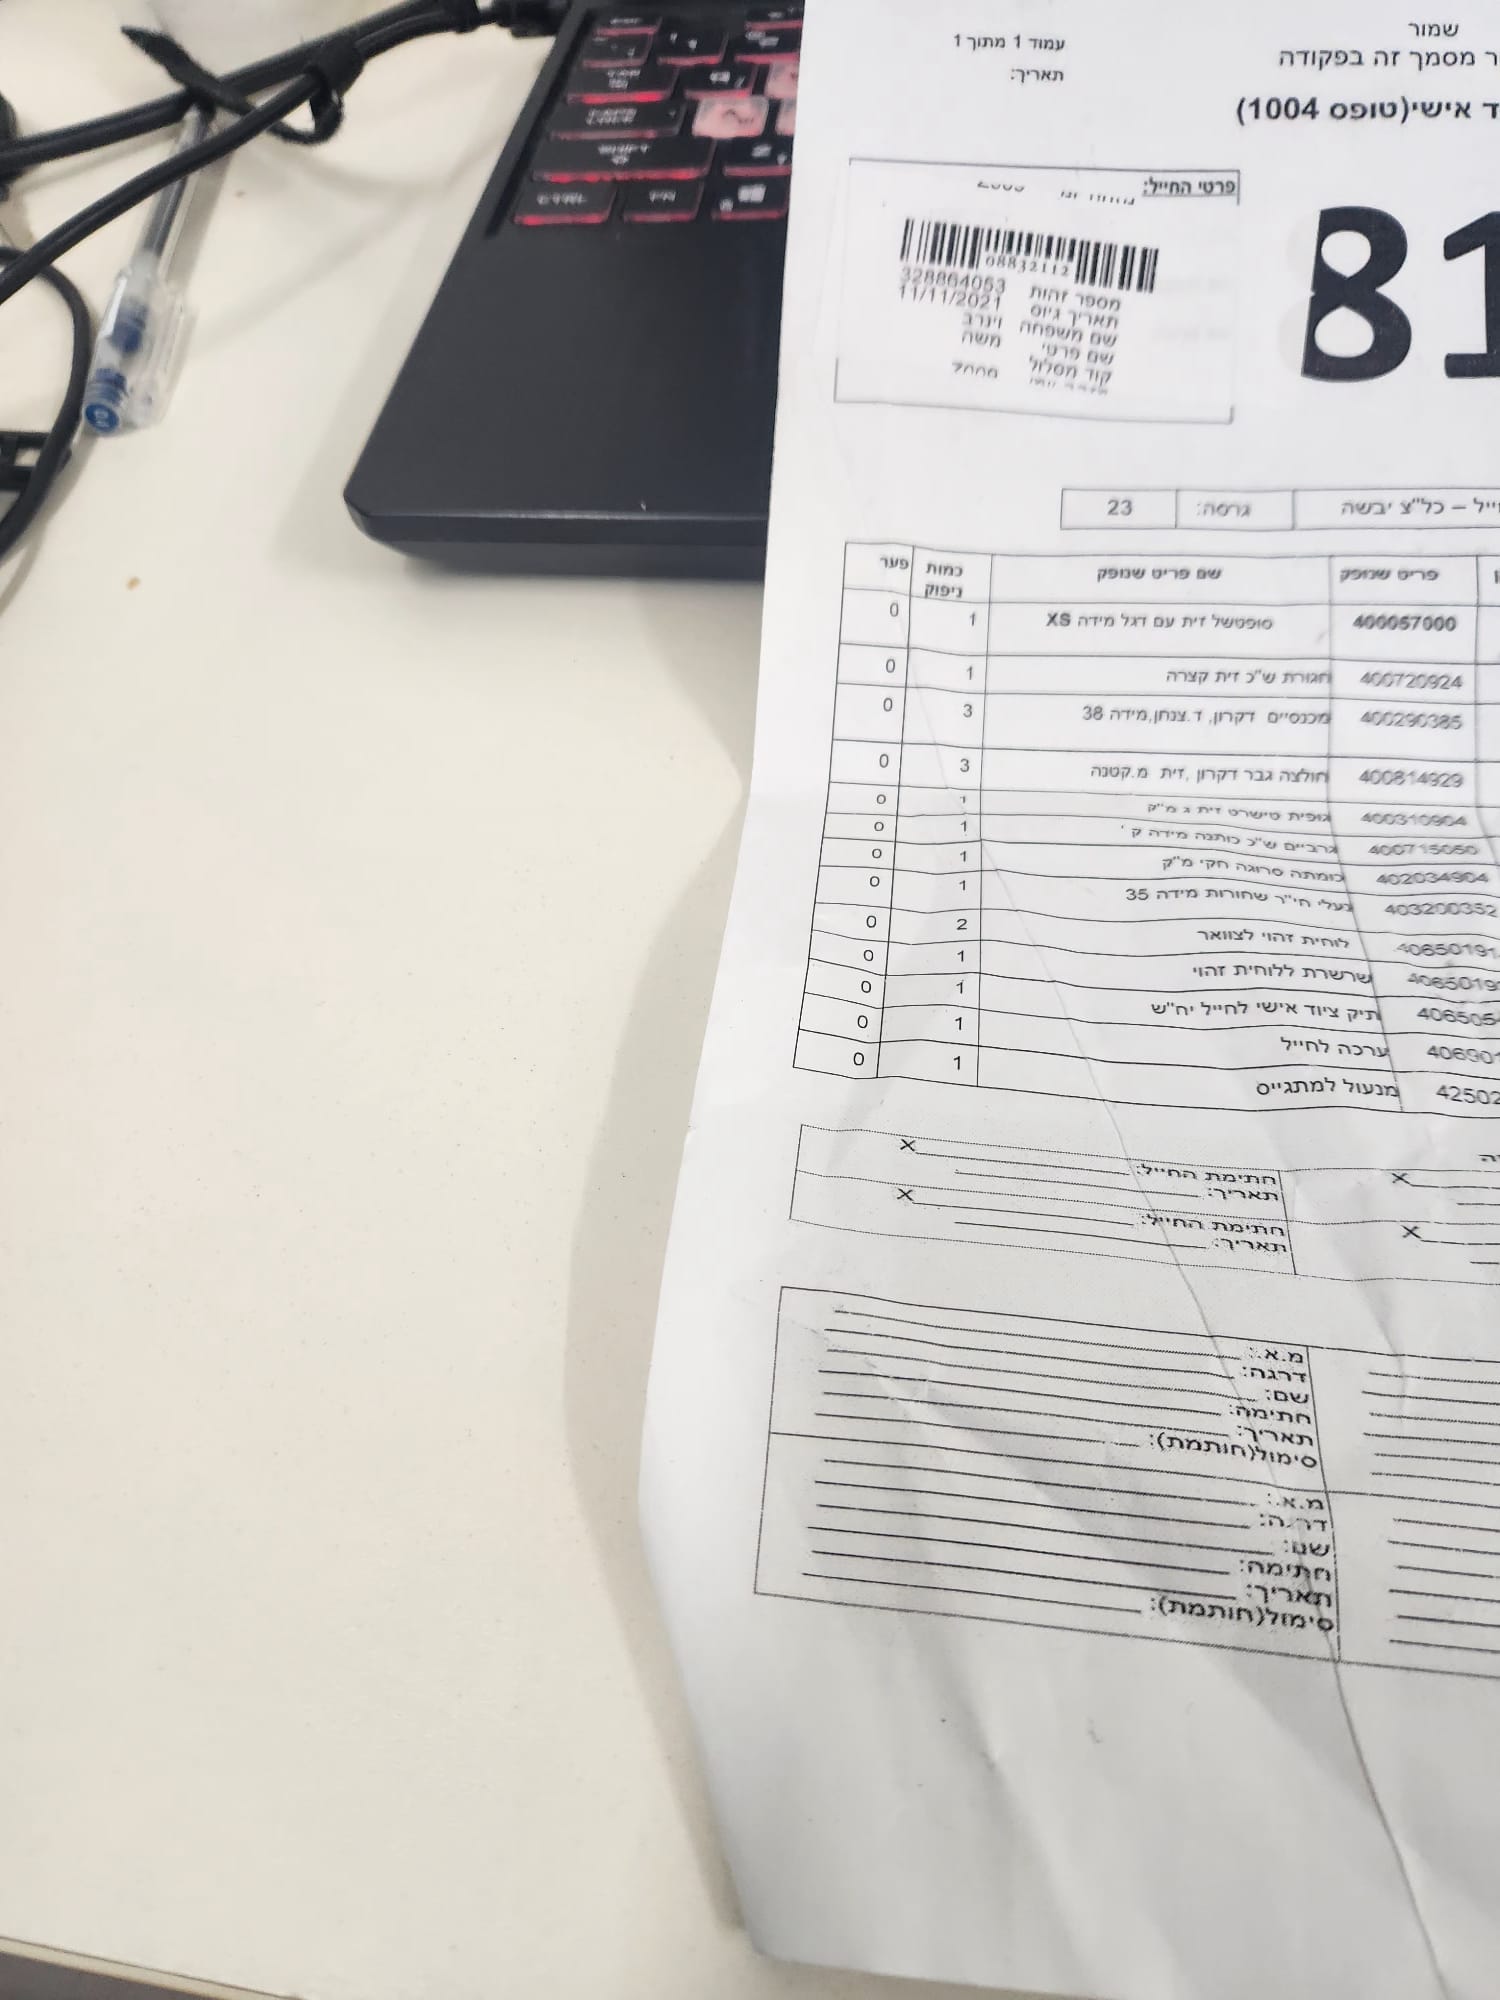 שמור
מסמך זה בפקודה
עמוד 1 מתוך 1
תאריך:
ד אישי(טופס 1004)
פרטי החייל:
81
08832112
מספר זהות 328864053
תאריך גיוס 11/11/2021
שם משפחה וינרב
שם פרטי משה
קוד מסלול
ייל – כל"צ יבשה גרסה: 23
פריט שנופק שם פריט שנופק כמות ניפוק פער
400057000 סופטשל זית עם דגל מידה XS 1 0
400720924 חגורת ש"כ זית קצרה 1 0
400290385 מכנסיים דקרון, ד.צנחן,מידה 38 3 0
400814929 חולצה גבר דקרון ,זית מ.קטנה 3 0
400310904 גופית טישרט זית ג מ"ק 1 0
400715050 גרביים ש"כ כותנה מידה ק ' 1 0
402034904 כומתה סרוגה חקי מ"ק 1 0
403200352 נעלי חי"ר שחורות מידה 35 1 0
40650191 לוחית זהוי לצוואר 2 0
4065019 שרשרת ללוחית זהוי 1 0
406505 תיק ציוד אישי לחייל יח"ש 1 0
40690 ערכה לחייל 1 0
42502 מנעול למתגייס 1 0
חתימת החייל: X
תאריך:
X
חתימת החייל: X
תאריך:
X
מ.א.:
דרגה:
שם:
חתימה:
תאריך:
סימול(חותמת):
מ.א.:
דרגה:
שם:
חתימה:
תאריך:
סימול(חותמת):